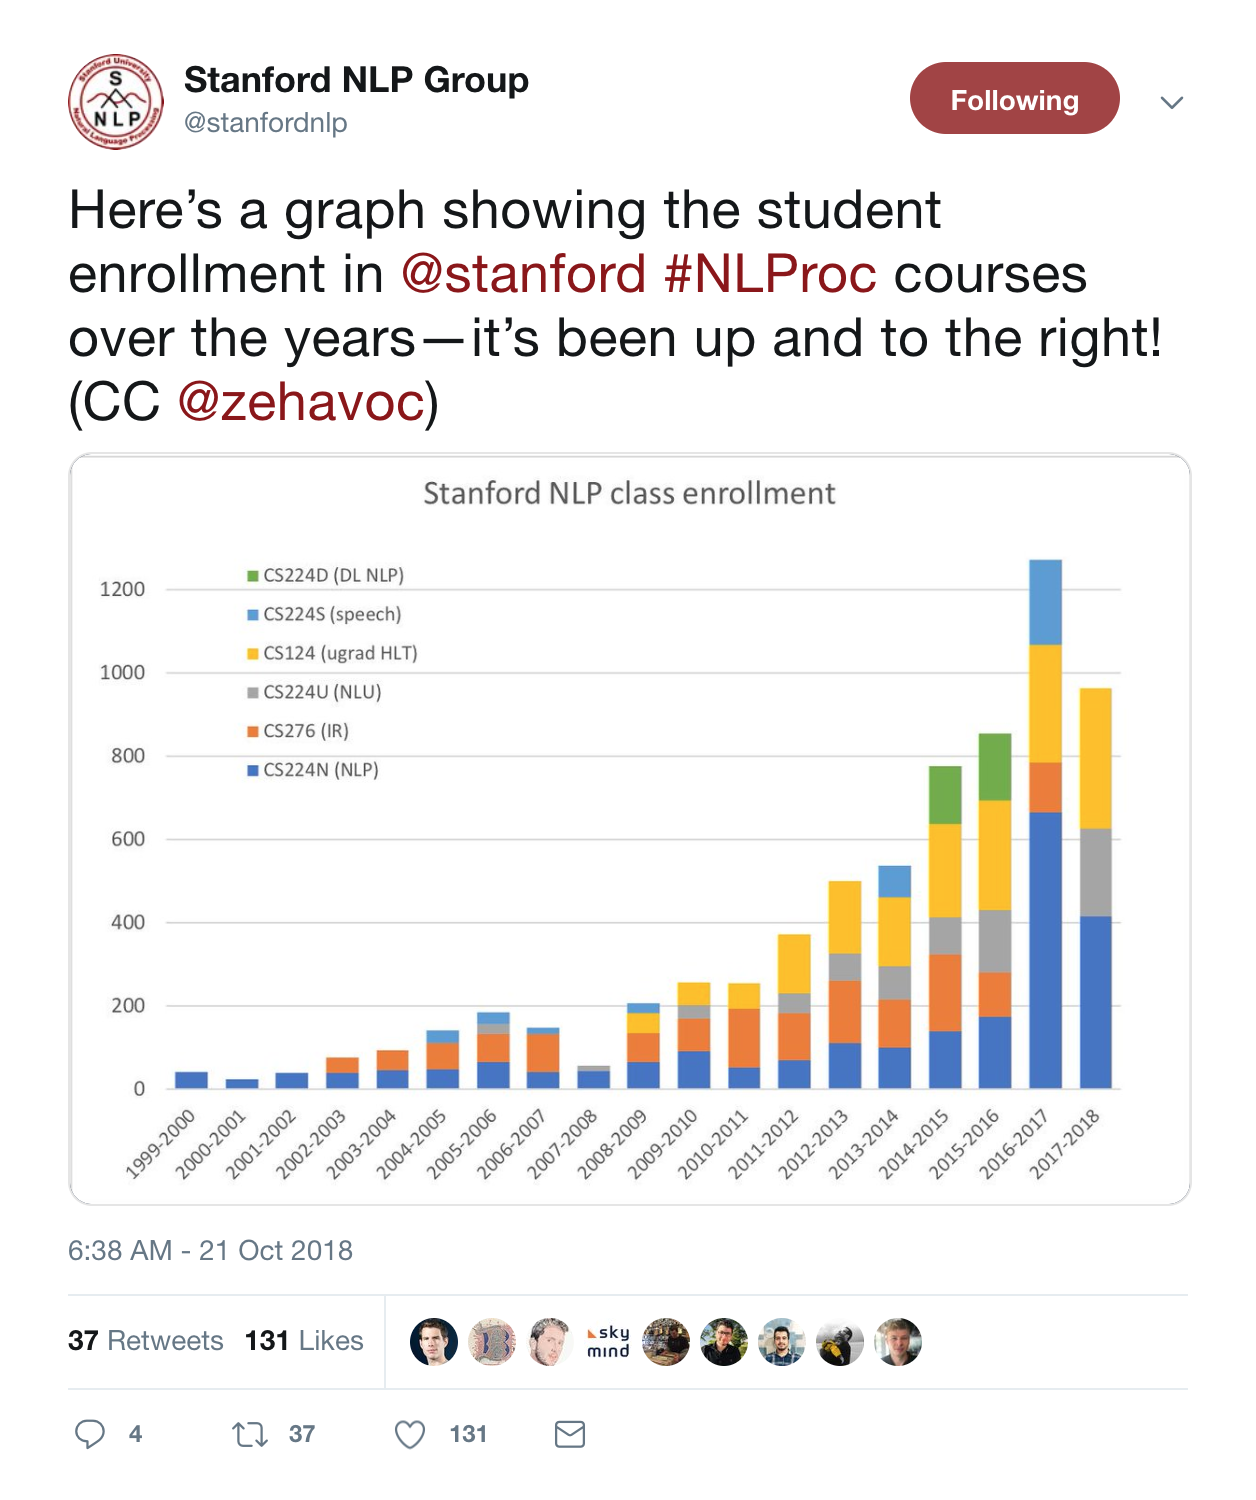 Stanford University
S
NLP
Natural Language Processing
Stanford NLP Group
@stanfordnlp
Following
Here’s a graph showing the student
enrollment in @stanford #NLProc courses
over the years—it’s been up and to the right!
(CC @zehavoc)
Stanford NLP class enrollment
CS224D (DL NLP)
CS224S (speech)
CS124 (ugrad HLT)
CS224U (NLU)
CS276 (IR)
CS224N (NLP)
1200
1000
800
600
400
200
0
1999-2000
2000-2001
2001-2002
2002-2003
2003-2004
2004-2005
2005-2006
2006-2007
2007-2008
2008-2009
2009-2010
2010-2011
2011-2012
2012-2013
2013-2014
2014-2015
2015-2016
2016-2017
2017-2018
6:38 AM - 21 Oct 2018
37 Retweets 131 Likes
sky
mind
4 37 131